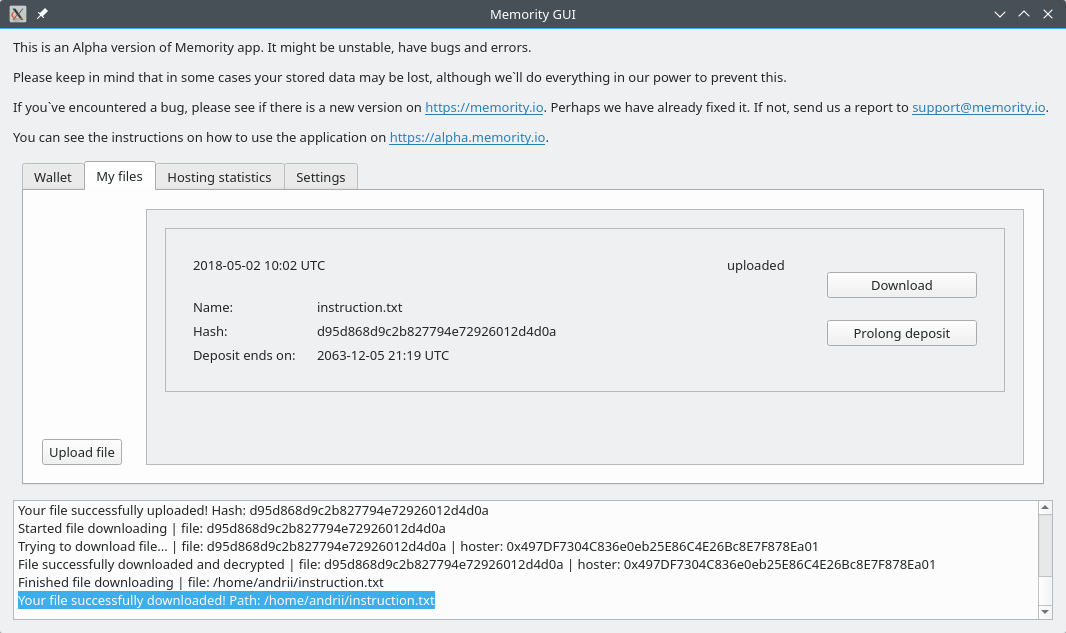 Memority GUI
This is an Alpha version of Memority app. It might be unstable, have bugs and errors.
Please keep in mind that in some cases your stored data may be lost, although we`ll do everything in our power to prevent this.
If you`ve encountered a bug, please see if there is a new version on https://memority.io. Perhaps we have already fixed it. If not, send us a report to support@memority.io.
You can see the instructions on how to use the application on https://alpha.memority.io.
Wallet My files Hosting statistics Settings
2018-05-02 10:02 UTC uploaded
Download
Name: instruction.txt
Hash: d95d868d9c2b827794e72926012d4d0a
Prolong deposit
Deposit ends on: 2063-12-05 21:19 UTC
Upload file
Your file successfully uploaded! Hash: d95d868d9c2b827794e72926012d4d0a
Started file downloading | file: d95d868d9c2b827794e72926012d4d0a
Trying to download file... | file: d95d868d9c2b827794e72926012d4d0a | hoster: 0x497DF7304C836e0eb25E86C4E26Bc8E7F878Ea01
File successfully downloaded and decrypted | file: d95d868d9c2b827794e72926012d4d0a | hoster: 0x497DF7304C836e0eb25E86C4E26Bc8E7F878Ea01
Finished file downloading | file: /home/andrii/instruction.txt
Your file successfully downloaded! Path: /home/andrii/instruction.txt